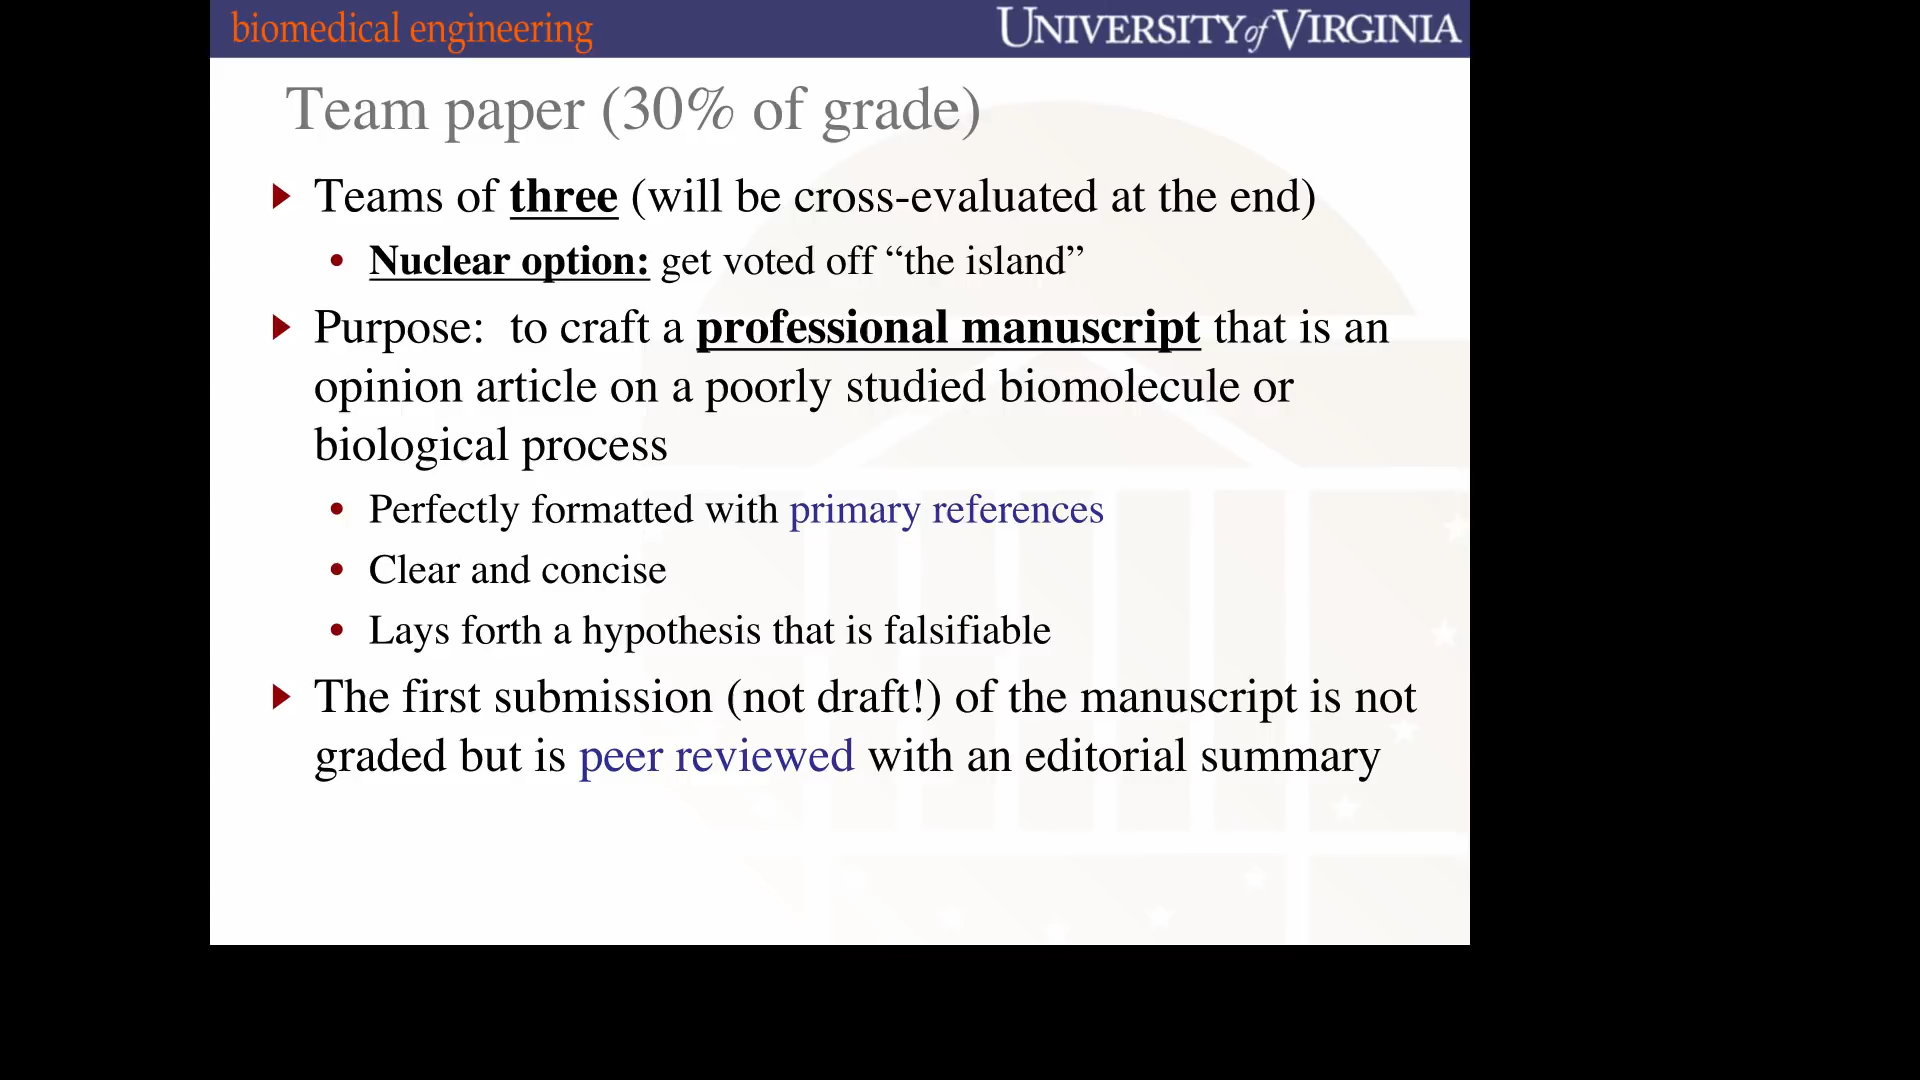 biomedical engineering
UNIVERSITY of VIRGINIA
Team paper (30% of grade)
Teams of three (will be cross-evaluated at the end)
• Nuclear option: get voted off “the island”
Purpose:  to craft a professional manuscript that is an
opinion article on a poorly studied biomolecule or
biological process
• Perfectly formatted with primary references
• Clear and concise
• Lays forth a hypothesis that is falsifiable
The first submission (not draft!) of the manuscript is not
graded but is peer reviewed with an editorial summary